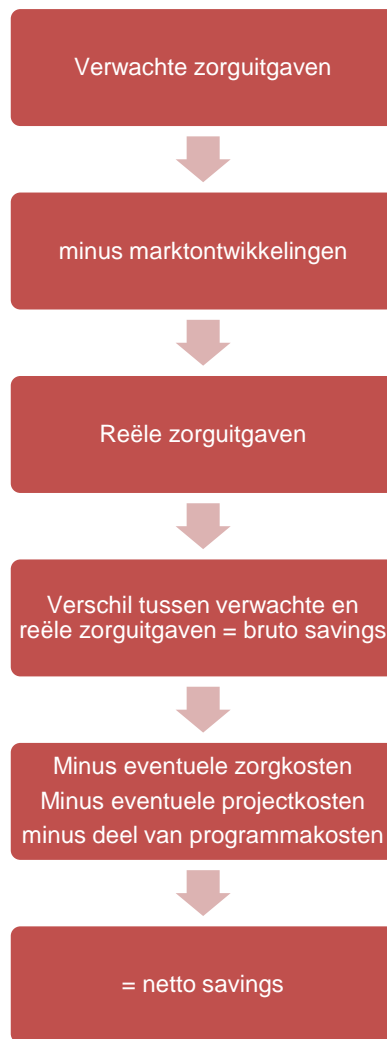 Verwachte zorguitgaven
minus marktontwikkelingen
Reële zorguitgaven
Verschil tussen verwachte en
reële zorguitgaven = bruto savings
Minus eventuele zorgkosten
Minus eventuele projectkosten
minus deel van programmakosten
= netto savings